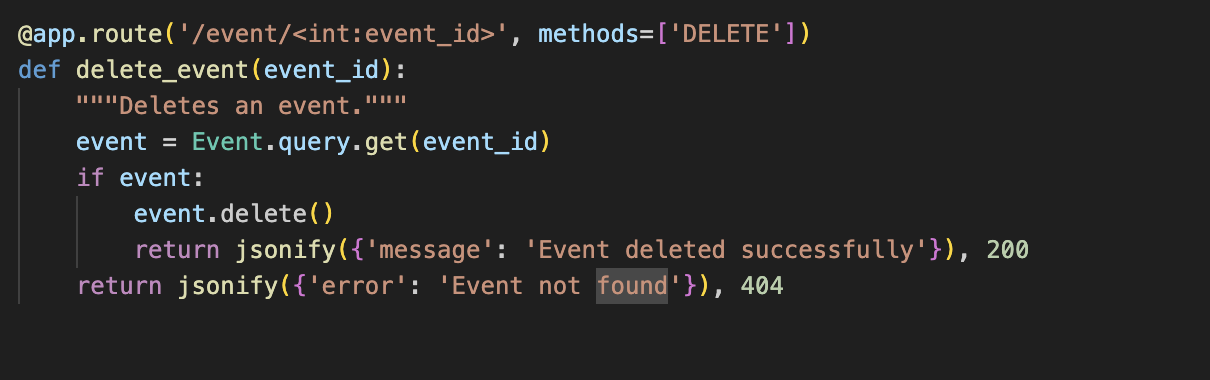 @app.route('/event/<int:event_id>', methods=['DELETE'])
def delete_event(event_id):
    """Deletes an event."""
    event = Event.query.get(event_id)
    if event:
        event.delete()
        return jsonify({'message': 'Event deleted successfully'}), 200
    return jsonify({'error': 'Event not found'}), 404